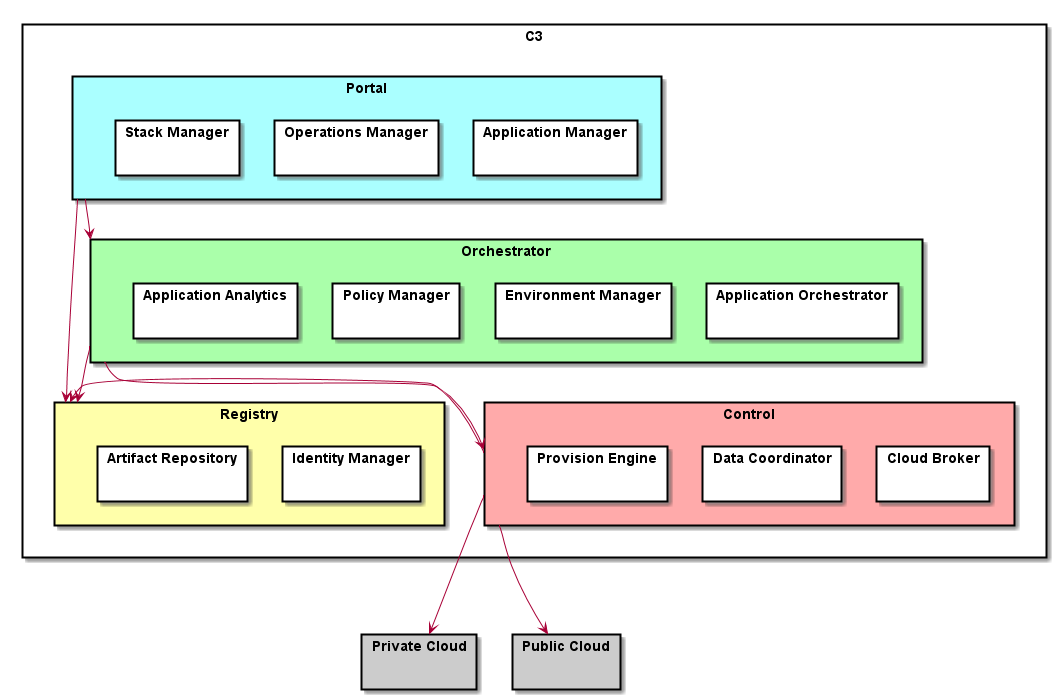 C3
Portal
Stack Manager
Operations Manager
Application Manager
Orchestrator
Application Analytics
Policy Manager
Environment Manager
Application Orchestrator
Registry
Artifact Repository
Identity Manager
Control
Provision Engine
Data Coordinator
Cloud Broker
Private Cloud
Public Cloud